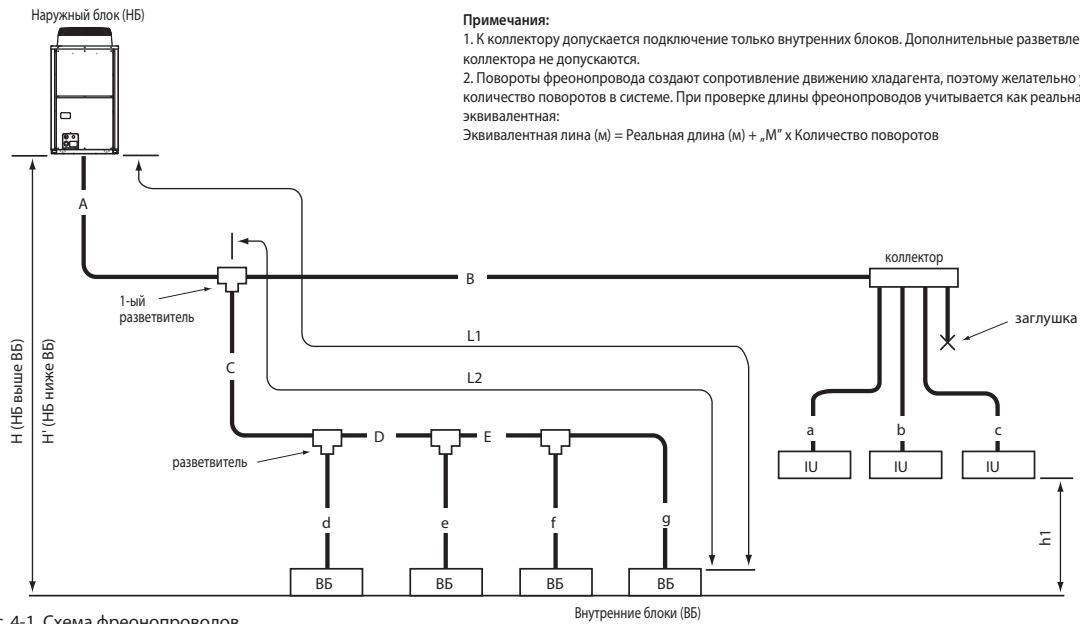 Наружный блок (НБ)
Примечания:
1. К коллектору допускается подключение только внутренних блоков. Дополнительные разветвле
коллектора не допускаются.
2. Повороты фреонопровода создают сопротивление движению хладагента, поэтому желательно у
количество поворотов в системе. При проверке длины фреонопроводов учитывается как реальна
эквивалентная:
Эквивалентная лина (м) = Реальная длина (м) + „М" х Количество поворотов
A
B
коллектор
1-ый
разветвитель
заглушка
L1
C
L2
H (НБ выше ВБ)
H' (НБ ниже ВБ)
a
b
c
D
E
IU
IU
IU
разветвитель
d
e
f
g
h1
ВБ
ВБ
ВБ
ВБ
Внутренние блоки (ВБ)
с. 4-1. Схема фреонопроводов